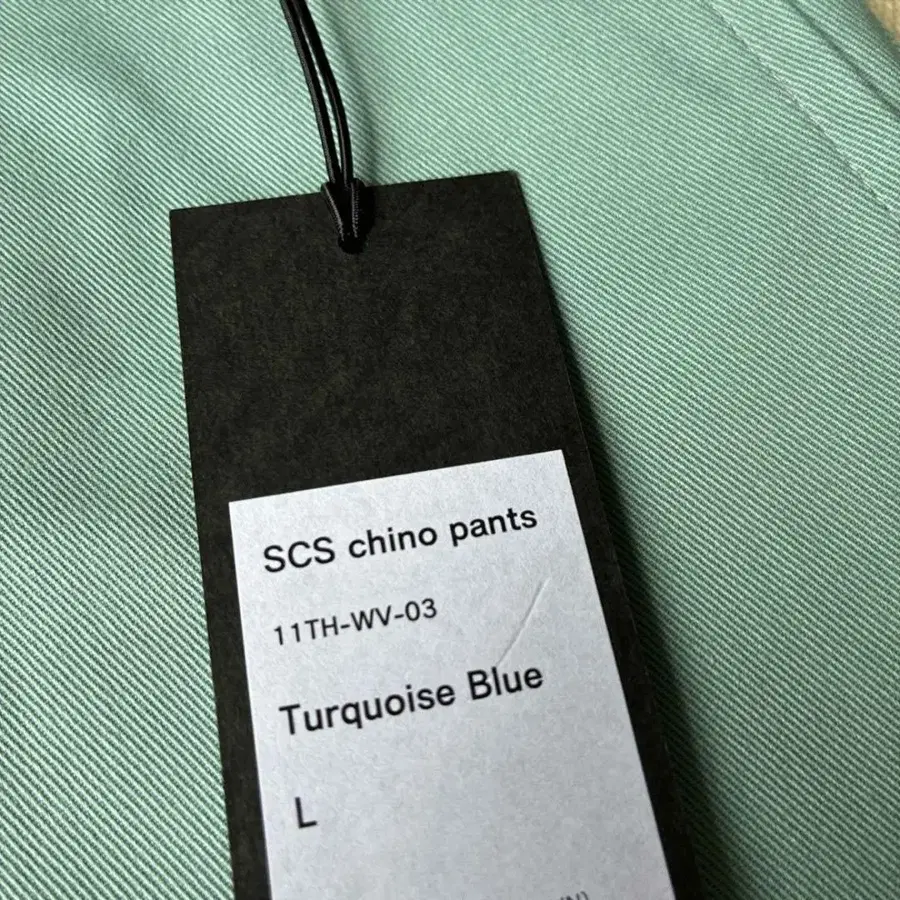 SCS chino pants
11TH-WV-03
Turquoise Blue
L